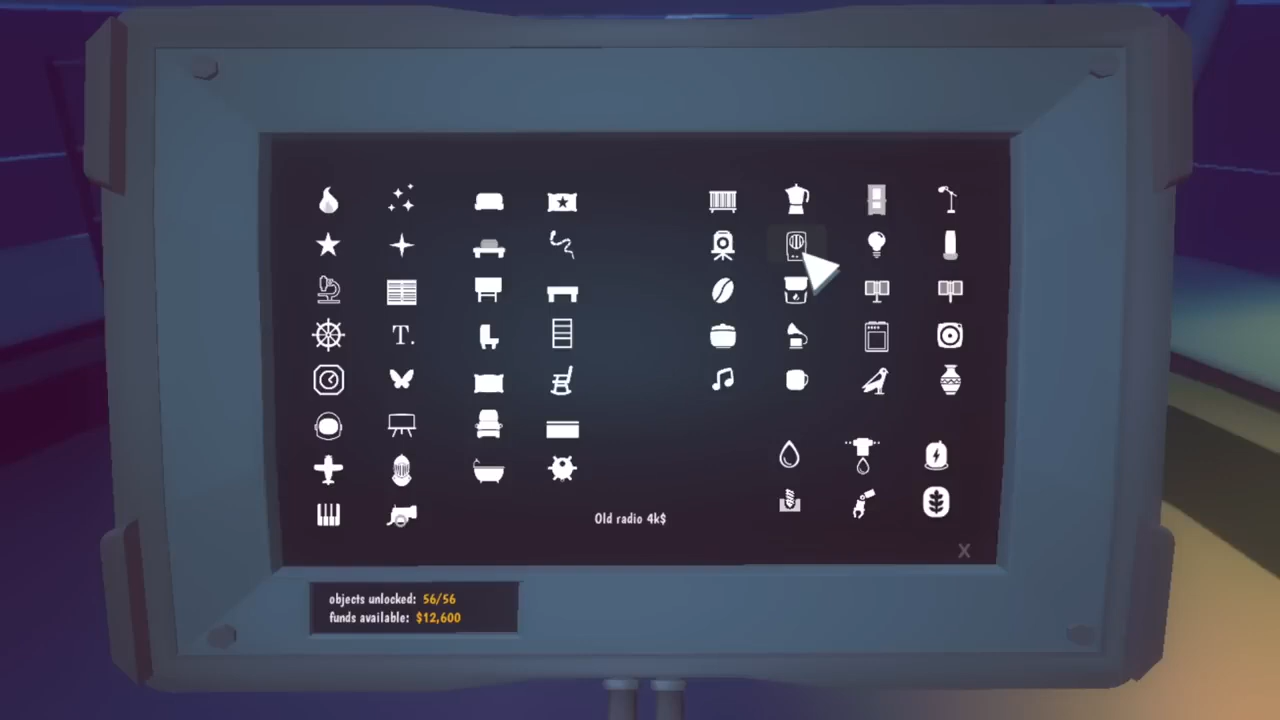 T.
Old radio 4k$
X
objects unlocked: 56/56
funds available: $12,600